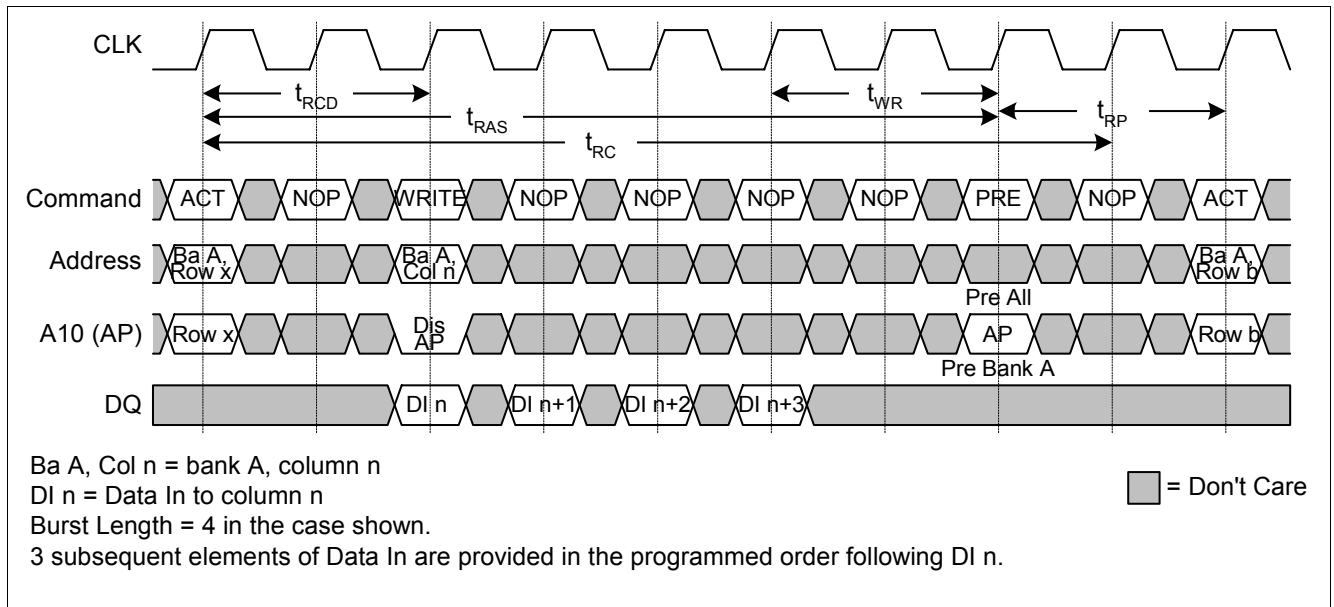 CLK
tRCD
tWR
tRAS
tRP
tRC
Command ACT NOP WRITE NOP NOP NOP NOP PRE NOP ACT
Address Ba A, Row x Ba A, Col n Ba A, Row b
Pre All
A10 (AP) Row x Dis AP AP Row b
Pre Bank A
DQ DI n DI n+1 DI n+2 DI n+3
Ba A, Col n = bank A, column n
DI n = Data In to column n
= Don't Care
Burst Length = 4 in the case shown.
3 subsequent elements of Data In are provided in the programmed order following DI n.